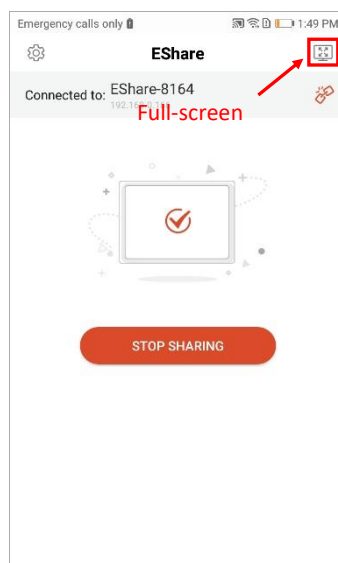 Emergency calls only
1:49 PM
EShare
Connected to: EShare-8164
Full-screen
STOP SHARING